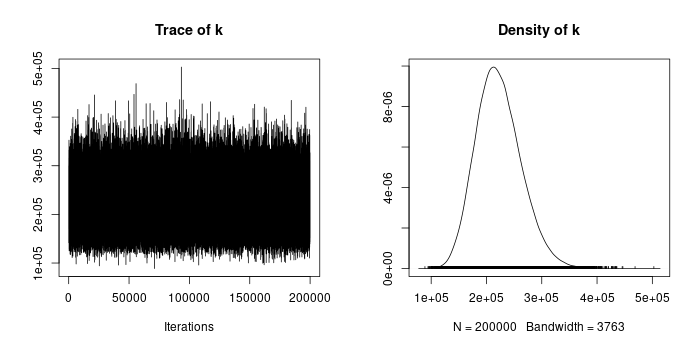 Trace of k
5e+05
4e+05
3e+05
2e+05
1e+05
0 50000 100000 150000 200000
Iterations
Density of k
8e-06
4e-06
0e+00
1e+05 2e+05 3e+05 4e+05 5e+05
N = 200000 Bandwidth = 3763